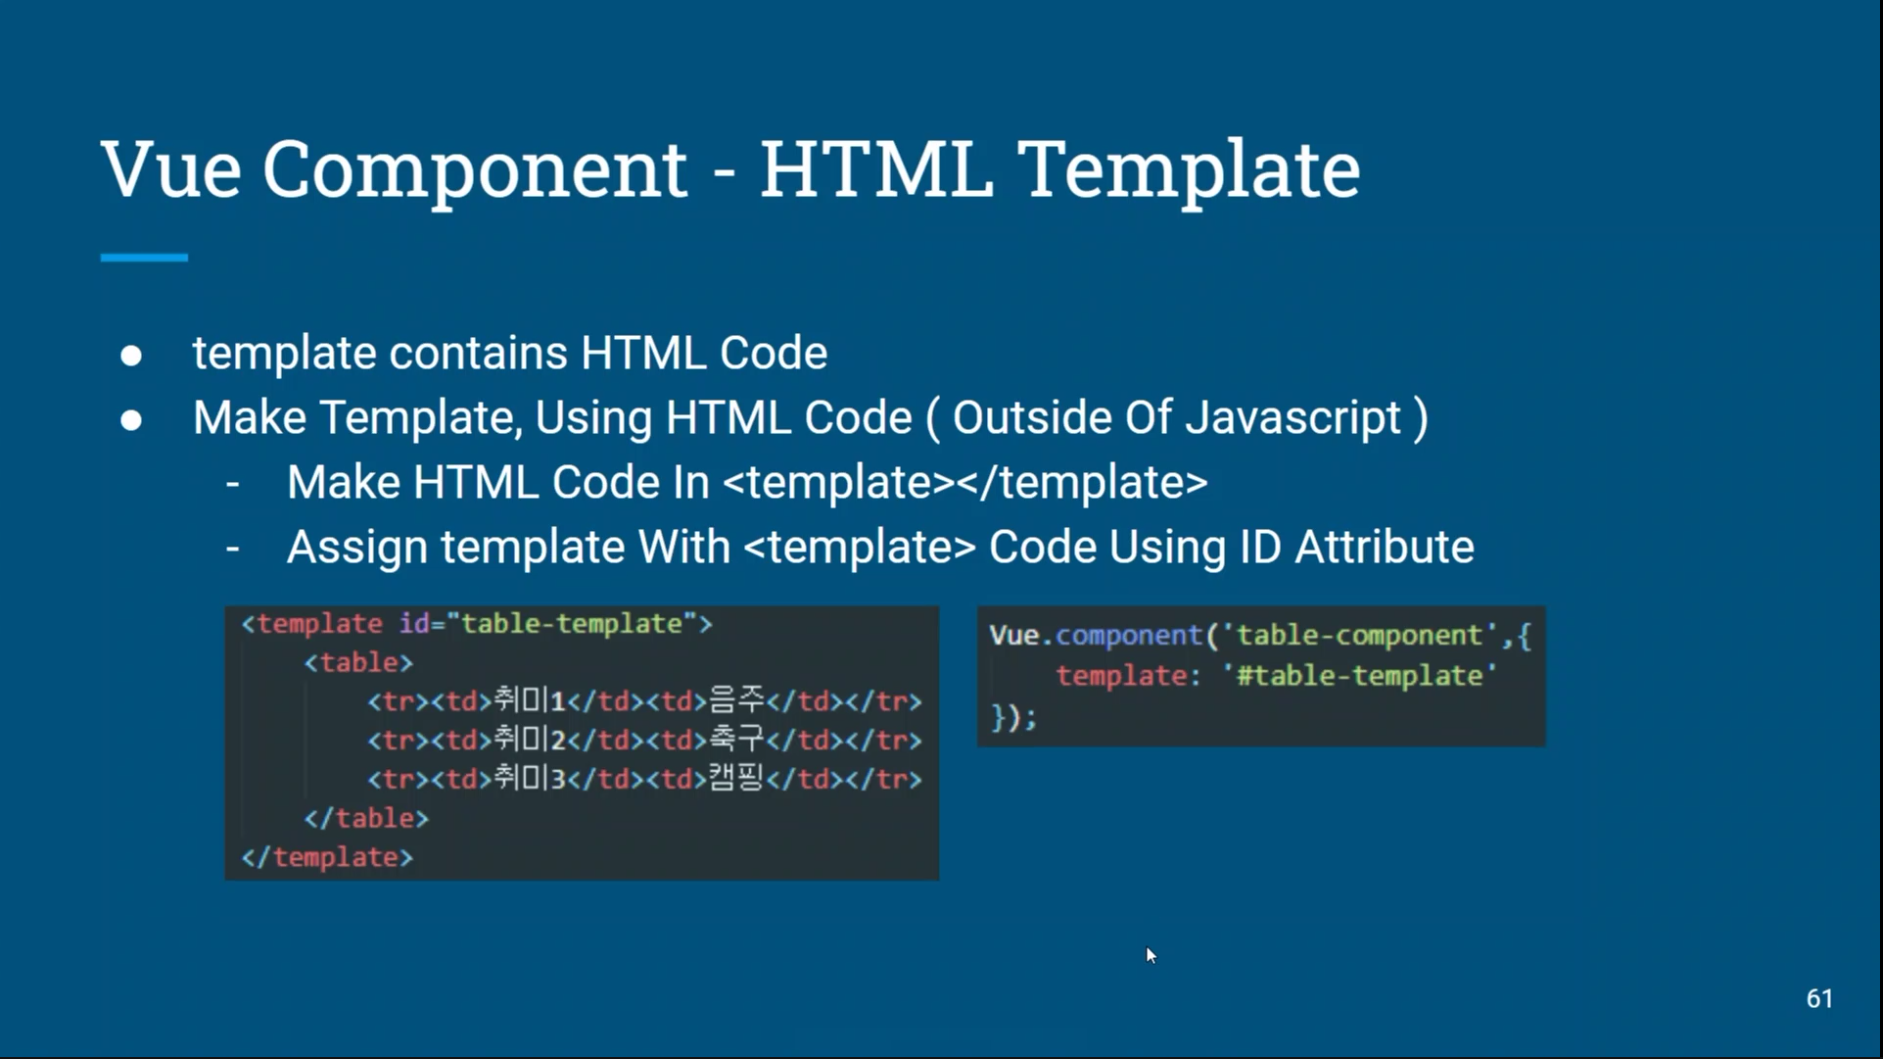 Vue Component - HTML Template
● template contains HTML Code
● Make Template, Using HTML Code ( Outside Of Javascript )
- Make HTML Code In <template></template>
- Assign template With <template> Code Using ID Attribute
<template id="table-template">
<table>
<tr><td>취미1</td><td>음주</td></tr>
<tr><td>취미2</td><td>축구</td></tr>
<tr><td>취미3</td><td>캠핑</td></tr>
</table>
</template>
Vue.component('table-component',{
template: '#table-template'
});
61